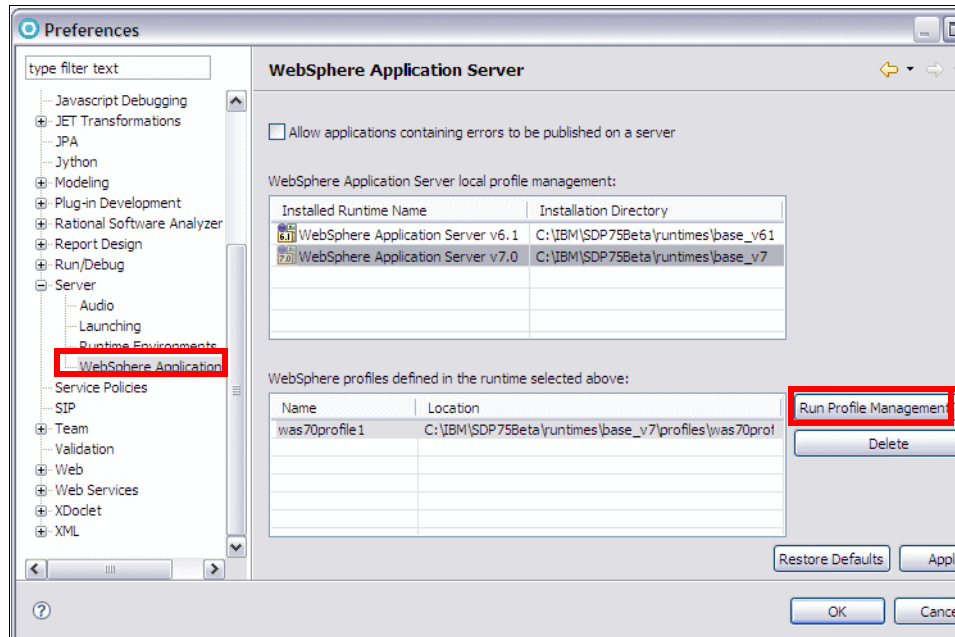 Preferences
type filter text
Javascript Debugging
JET Transformations
JPA
Jython
Modeling
Plug-in Development
Rational Software Analyzer
Report Design
Run/Debug
Server
Audio
Launching
Runtime Environments
WebSphere Application
Service Policies
SIP
Team
Validation
Web
Web Services
XDoclet
XML
WebSphere Application Server
Allow applications containing errors to be published on a server
WebSphere Application Server local profile management:
Installed Runtime Name Installation Directory
6.1 WebSphere Application Server v6.1 C:\IBM\SDP75Beta\runtimes\base_v61
7.0 WebSphere Application Server v7.0 C:\IBM\SDP75Beta\runtimes\base_v7
WebSphere profiles defined in the runtime selected above:
Name Location
was70profile1 C:\IBM\SDP75Beta\runtimes\base_v7\profiles\was70prof
Run Profile Management
Delete
Restore Defaults Appl
? OK Cance